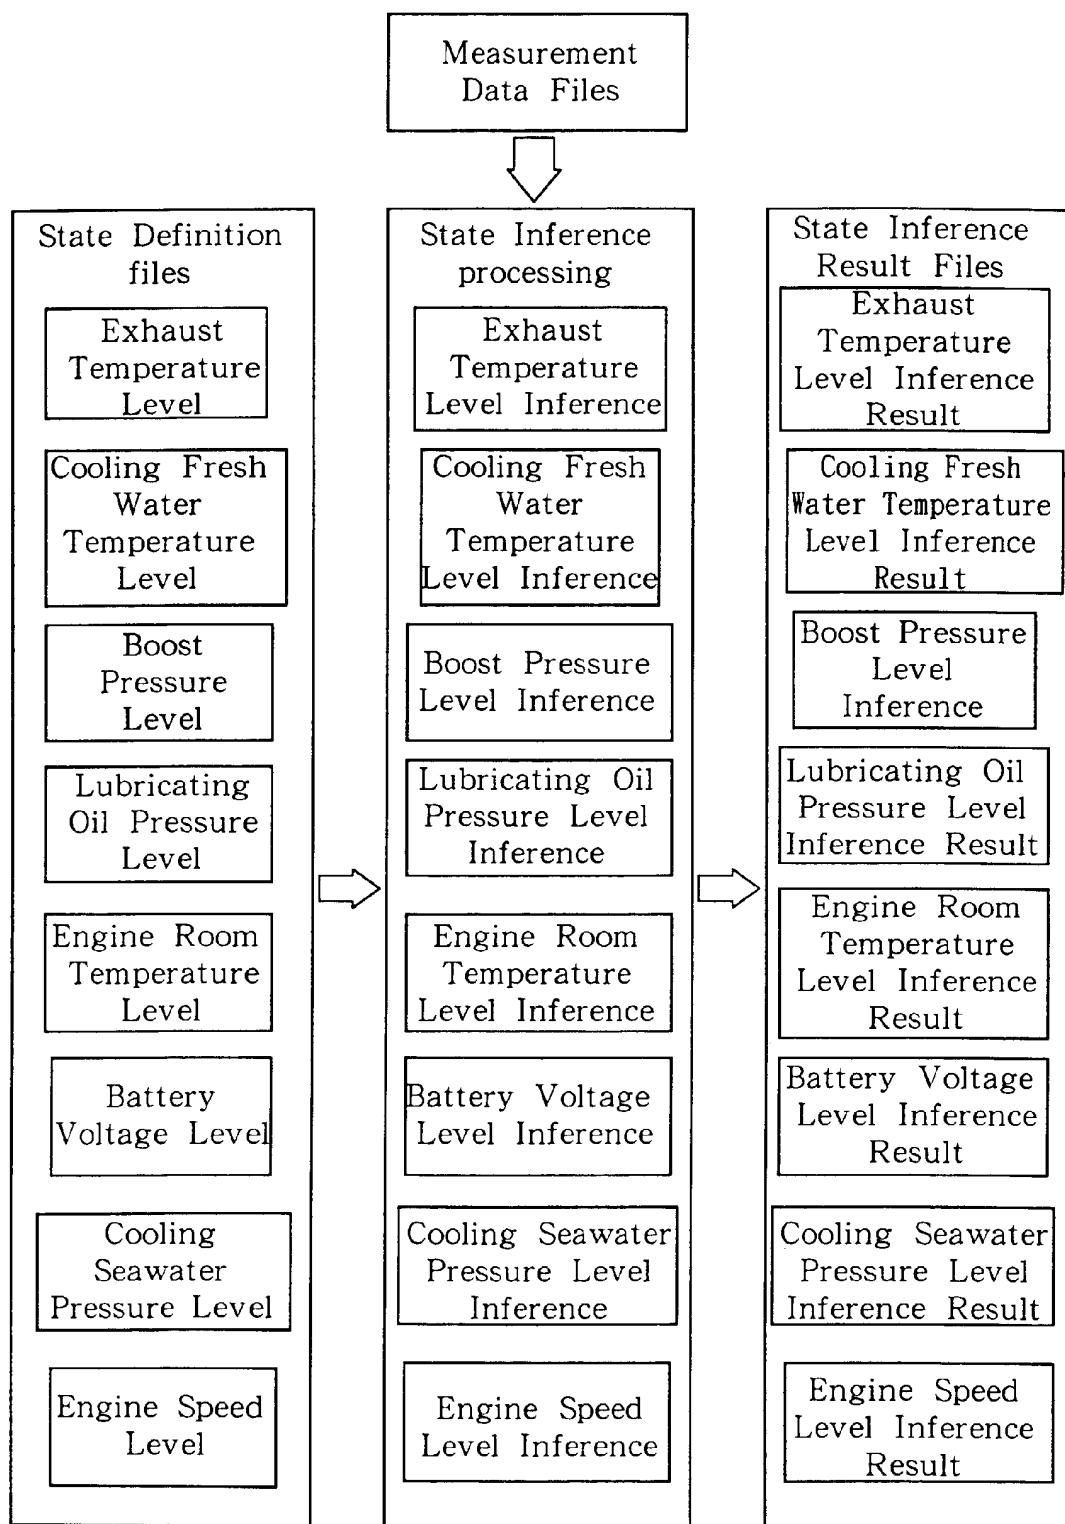 Measurement
Data Files
State Definition
files
Exhaust
Temperature
Level
Cooling Fresh
Water
Temperature
Level
Boost
Pressure
Level
Lubricating
Oil Pressure
Level
Engine Room
Temperature
Level
Battery
Voltage Level
Cooling
Seawater
Pressure Level
Engine Speed
Level
State Inference
processing
Exhaust
Temperature
Level Inference
Cooling Fresh
Water
Temperature
Level Inference
Boost Pressure
Level Inference
Lubricating Oil
Pressure Level
Inference
Engine Room
Temperature
Level Inference
Battery Voltage
Level Inference
Cooling Seawater
Pressure Level
Inference
Engine Speed
Level Inference
State Inference
Result Files
Exhaust
Temperature
Level Inference
Result
Cooling Fresh
Water Temperature
Level Inference
Result
Boost Pressure
Level
Inference
Lubricating Oil
Pressure Level
Inference Result
Engine Room
Temperature
Level Inference
Result
Battery Voltage
Level Inference
Result
Cooling Seawater
Pressure Level
Inference Result
Engine Speed
Level Inference
Result